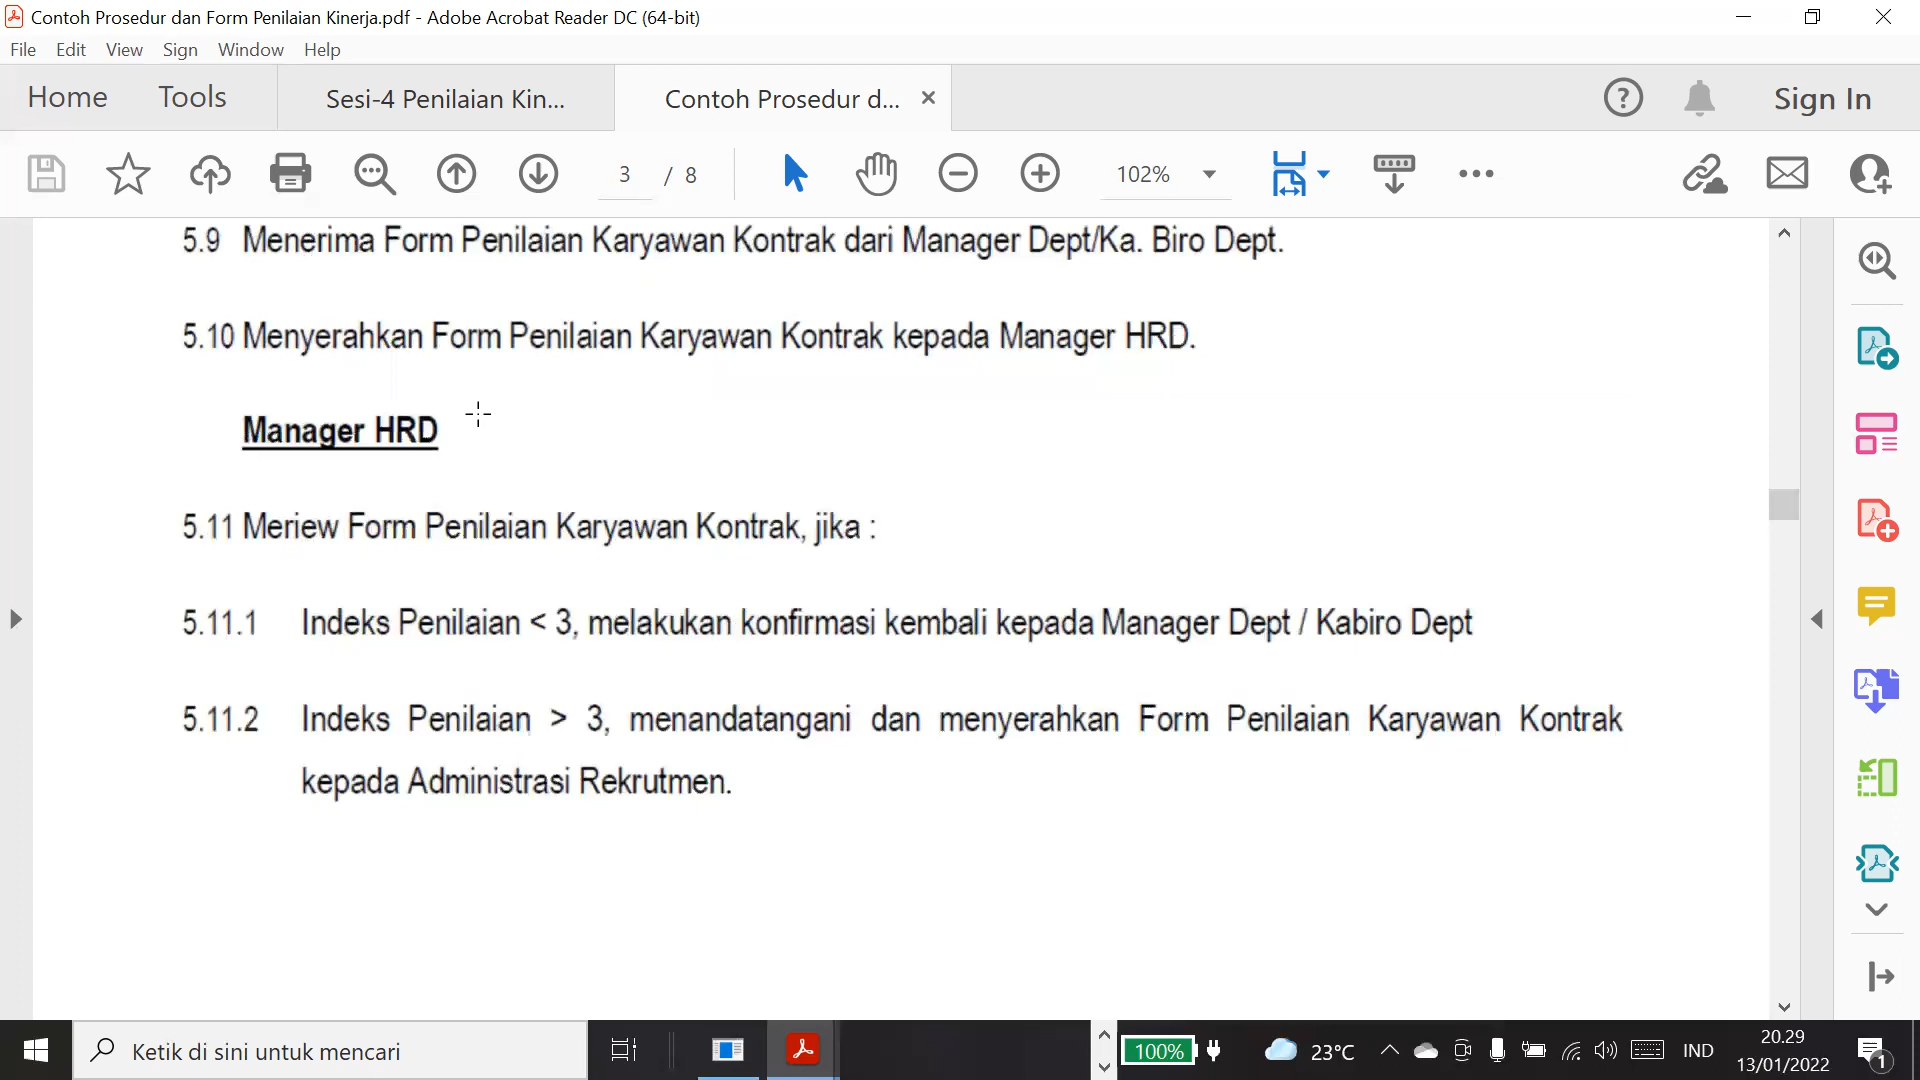 Contoh Prosedur dan Form Penilaian Kinerja.pdf - Adobe Acrobat Reader DC (64-bit)
File Edit View Sign Window Help
Home Tools Sesi-4 Penilaian Kin... Contoh Prosedur d... Sign In
3 / 8 102%
5.9 Menerima Form Penilaian Karyawan Kontrak dari Manager Dept/Ka. Biro Dept.
5.10 Menyerahkan Form Penilaian Karyawan Kontrak kepada Manager HRD.
Manager HRD
5.11 Meriew Form Penilaian Karyawan Kontrak, jika :
5.11.1 Indeks Penilaian < 3, melakukan konfirmasi kembali kepada Manager Dept / Kabiro Dept
5.11.2 Indeks Penilaian > 3, menandatangani dan menyerahkan Form Penilaian Karyawan Kontrak
kepada Administrasi Rekrutmen.
Ketik di sini untuk mencari
100% 23°C IND
20.29
13/01/2022
1